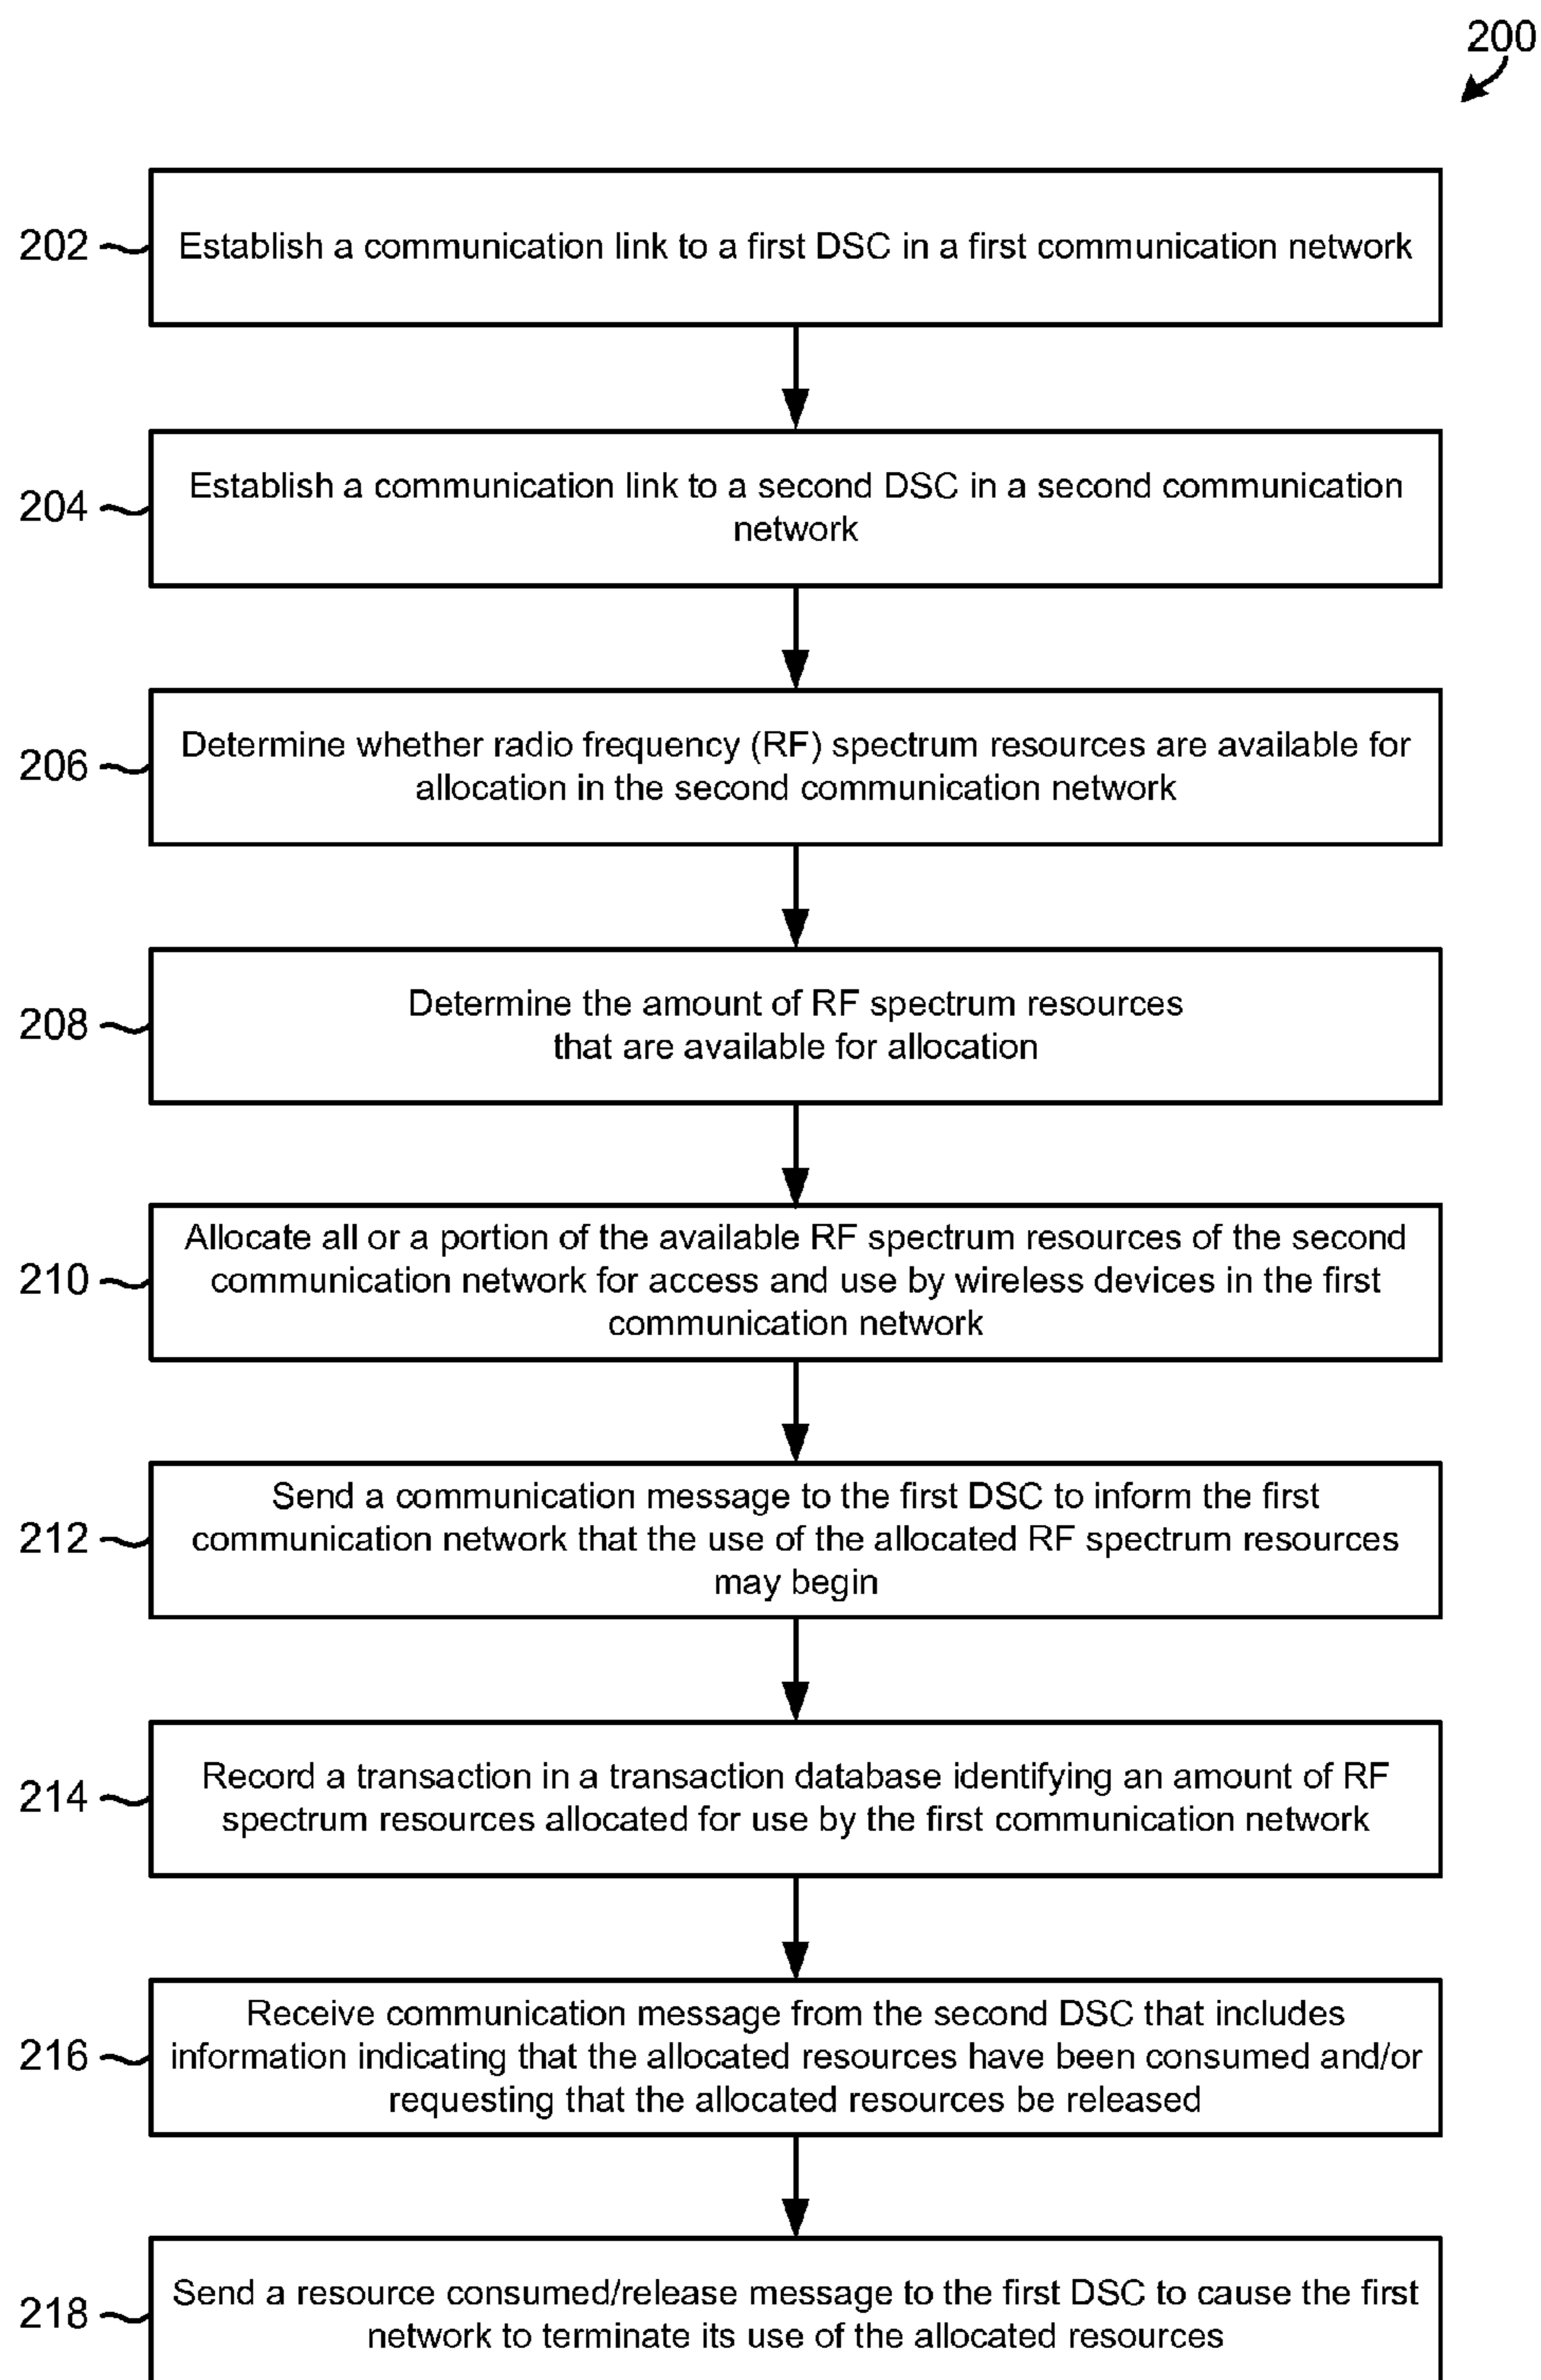 200
202
Establish a communication link to a first DSC in a first communication network
204
Establish a communication link to a second DSC in a second communication
network
206
Determine whether radio frequency (RF) spectrum resources are available for
allocation in the second communication network
208
Determine the amount of RF spectrum resources
that are available for allocation
210
Allocate all or a portion of the available RF spectrum resources of the second
communication network for access and use by wireless devices in the first
communication network
212
Send a communication message to the first DSC to inform the first
communication network that the use of the allocated RF spectrum resources
may begin
214
Record a transaction in a transaction database identifying an amount of RF
spectrum resources allocated for use by the first communication network
216
Receive communication message from the second DSC that includes
information indicating that the allocated resources have been consumed and/or
requesting that the allocated resources be released
218
Send a resource consumed/release message to the first DSC to cause the first
network to terminate its use of the allocated resources